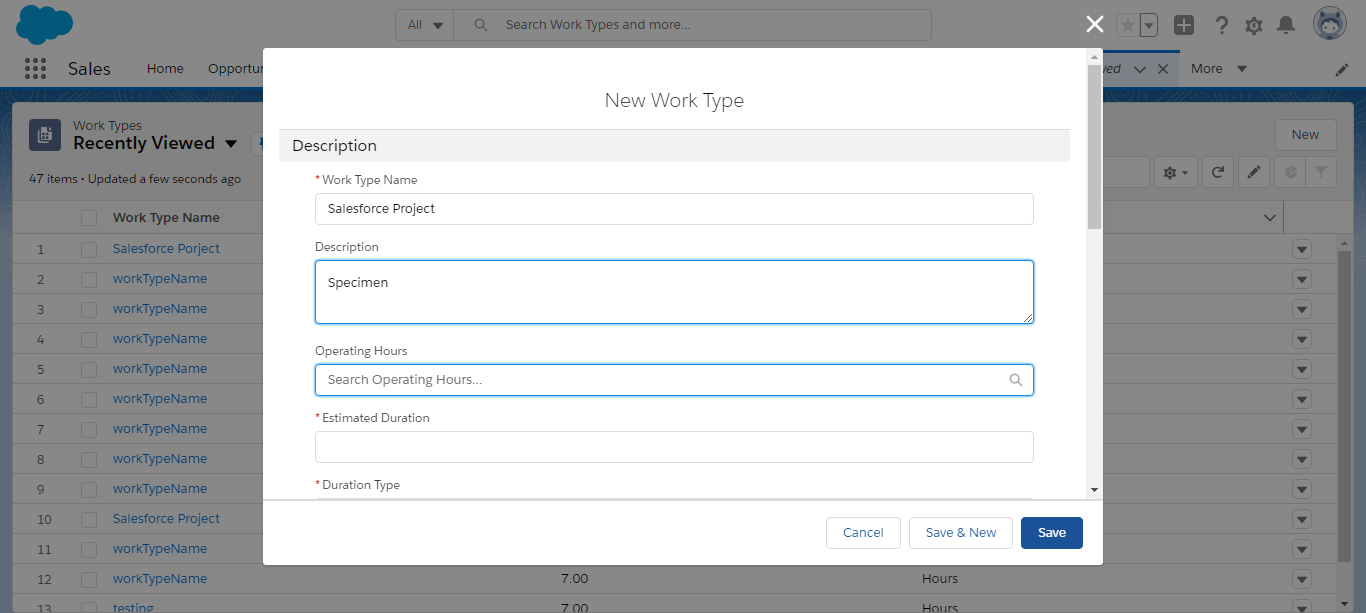 All
Search Work Types and more...
Sales
Home
More
Work Types
Recently Viewed
New
47 items • Updated a few seconds ago
Work Type Name
1 Salesforce Porject
2 workTypeName
3 workTypeName
4 workTypeName
5 workTypeName
6 workTypeName
7 workTypeName
8 workTypeName
9 workTypeName
10 Salesforce Project
11 workTypeName
12 workTypeName 7.00 Hours
13 testing 7.00 Hours
New Work Type
Description
* Work Type Name
Salesforce Project
Description
Specimen
Operating Hours
Search Operating Hours...
* Estimated Duration
* Duration Type
Cancel
Save & New
Save